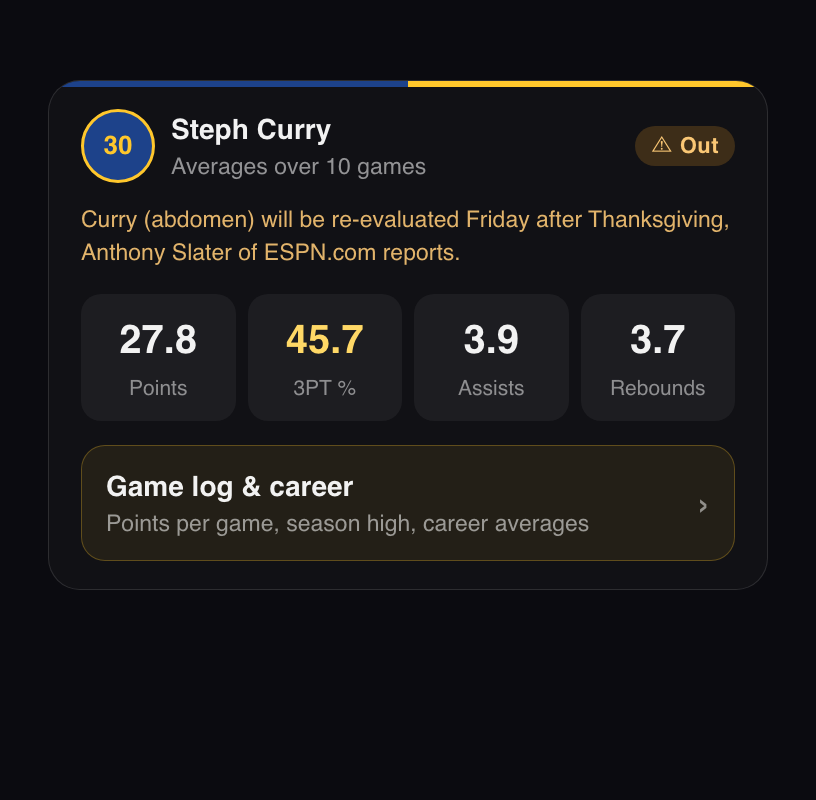 30
Steph Curry
Averages over 10 games
⚠ Out
Curry (abdomen) will be re-evaluated Friday after Thanksgiving,
Anthony Slater of ESPN.com reports.
27.8
Points
45.7
3PT %
3.9
Assists
3.7
Rebounds
Game log & career
Points per game, season high, career averages
›